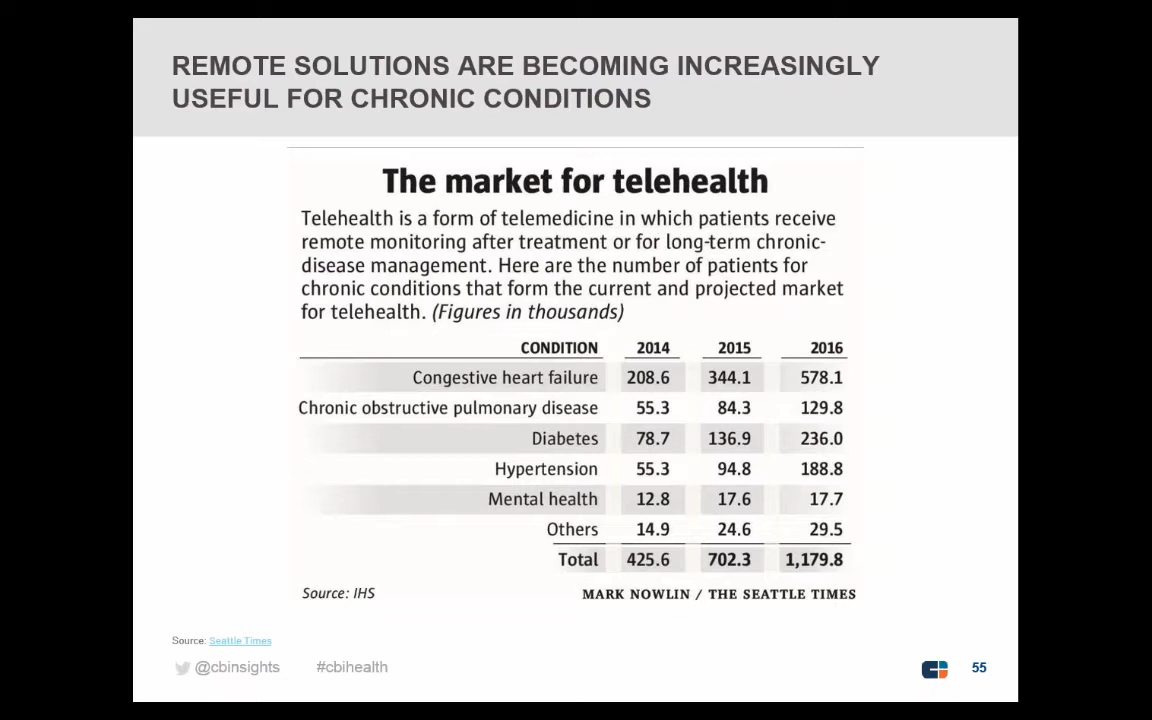 REMOTE SOLUTIONS ARE BECOMING INCREASINGLY
USEFUL FOR CHRONIC CONDITIONS
The market for telehealth
Telehealth is a form of telemedicine in which patients receive
remote monitoring after treatment or for long-term chronic-
disease management. Here are the number of patients for
chronic conditions that form the current and projected market
for telehealth. (Figures in thousands)
CONDITION 2014 2015 2016
Congestive heart failure 208.6 344.1 578.1
Chronic obstructive pulmonary disease 55.3 84.3 129.8
Diabetes 78.7 136.9 236.0
Hypertension 55.3 94.8 188.8
Mental health 12.8 17.6 17.7
Others 14.9 24.6 29.5
Total 425.6 702.3 1,179.8
Source: IHS MARK NOWLIN / THE SEATTLE TIMES
Source: Seattle Times
@cbinsights #cbihealth 55